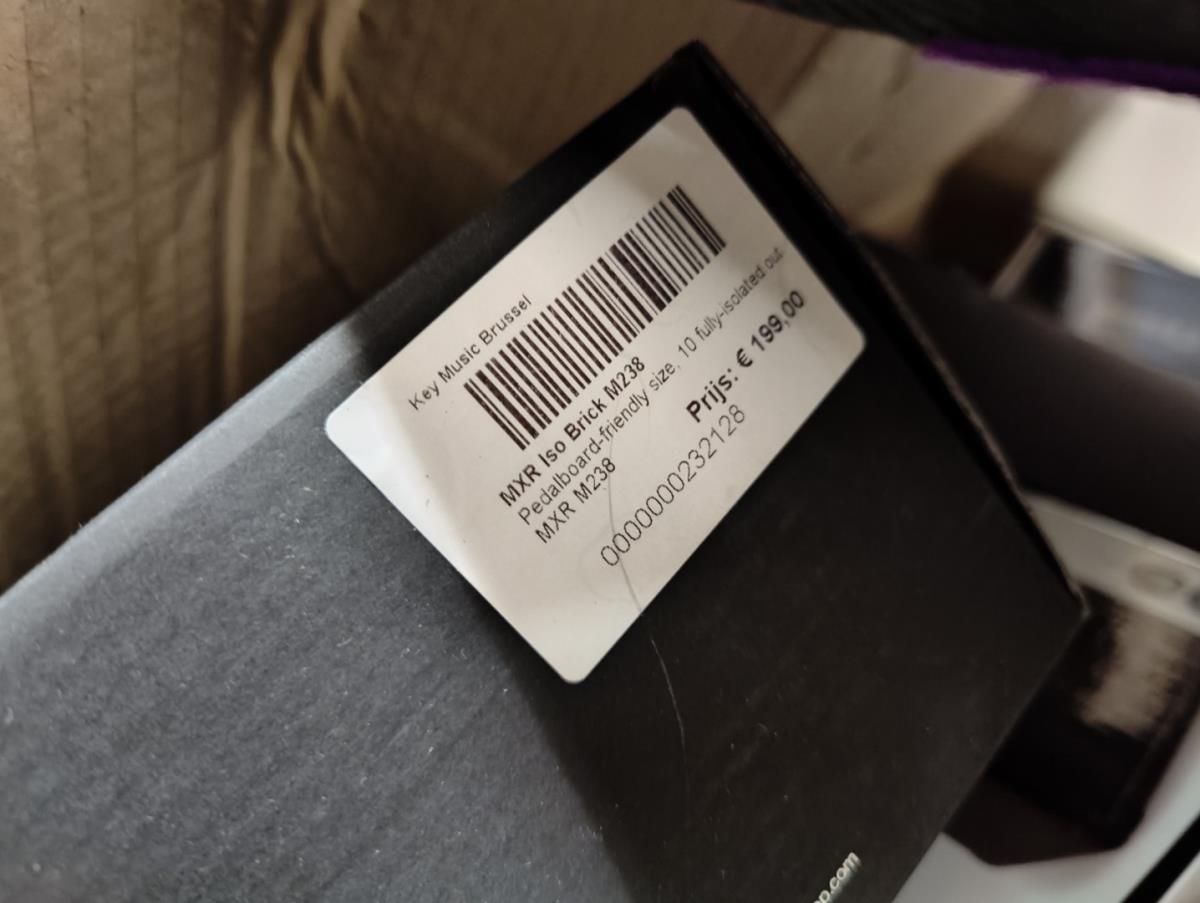 Key Music Brussel
MXR Iso Brick M238
Pedalboard-friendly size, 10 fully-isolated out
MXR M238
Prijs: € 199,00
0000000232128